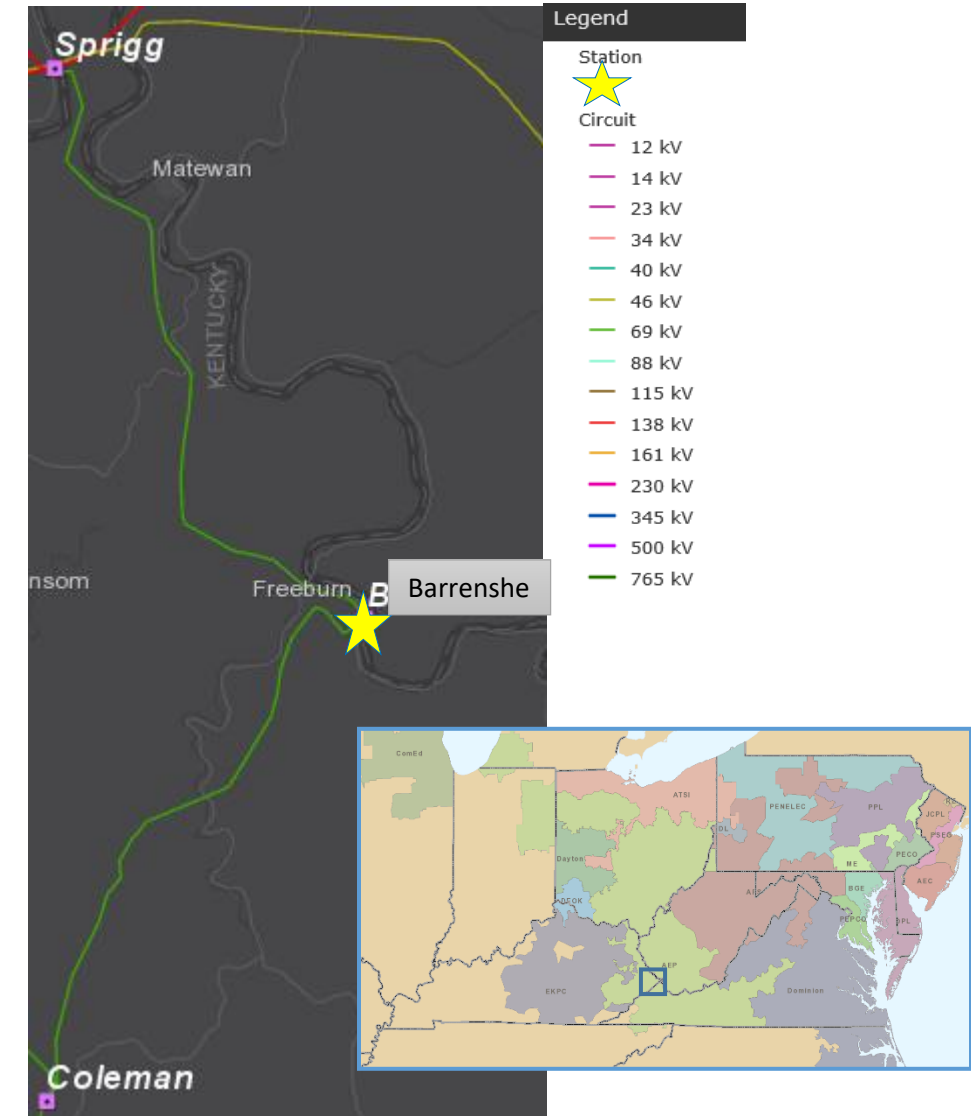 Sprigg
Matewan
KENTUCKY
nsom
Freeburn
B
Barrenshe
Coleman
Legend
Station
Circuit
12 kV
14 kV
23 kV
34 kV
40 kV
46 kV
69 kV
88 kV
115 kV
138 kV
161 kV
230 kV
345 kV
500 kV
765 kV
ComEd
ATSI
PENELEC
PPL
JCPL
DL
PSEG
Dayton
ME
PECO
AEC
BGE
DEOK
PEPCO
DPL
AEP
EKPC
Dominion